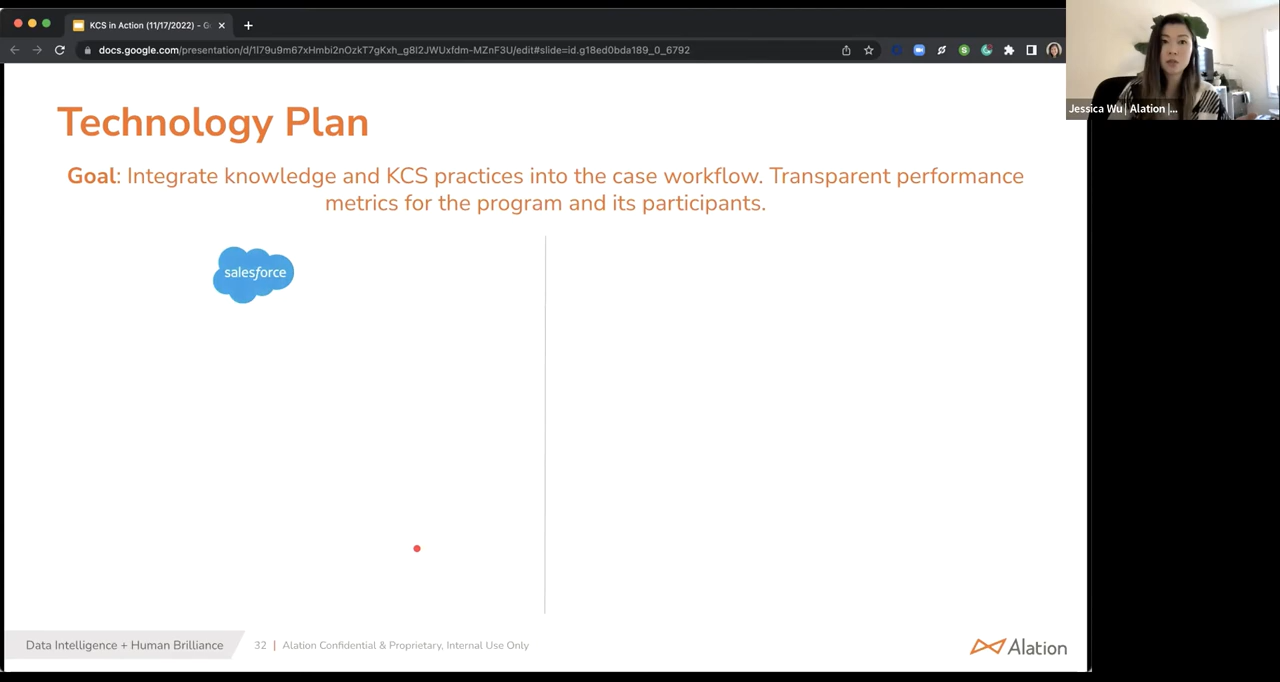 KCS in Action (11/17/2022) - G
docs.google.com/presentation/d/1l79u9m67xHmbi2nOzkT7gKxh_g8I2JWUxfdm-MZnF3U/edit#slide=id.g18ed0bda189_0_6792
Jessica Wu | Alation |...
Technology Plan
Goal: Integrate knowledge and KCS practices into the case workflow. Transparent performance
metrics for the program and its participants.
salesforce
Data Intelligence + Human Brilliance
32 | Alation Confidential & Proprietary, Internal Use Only
Alation